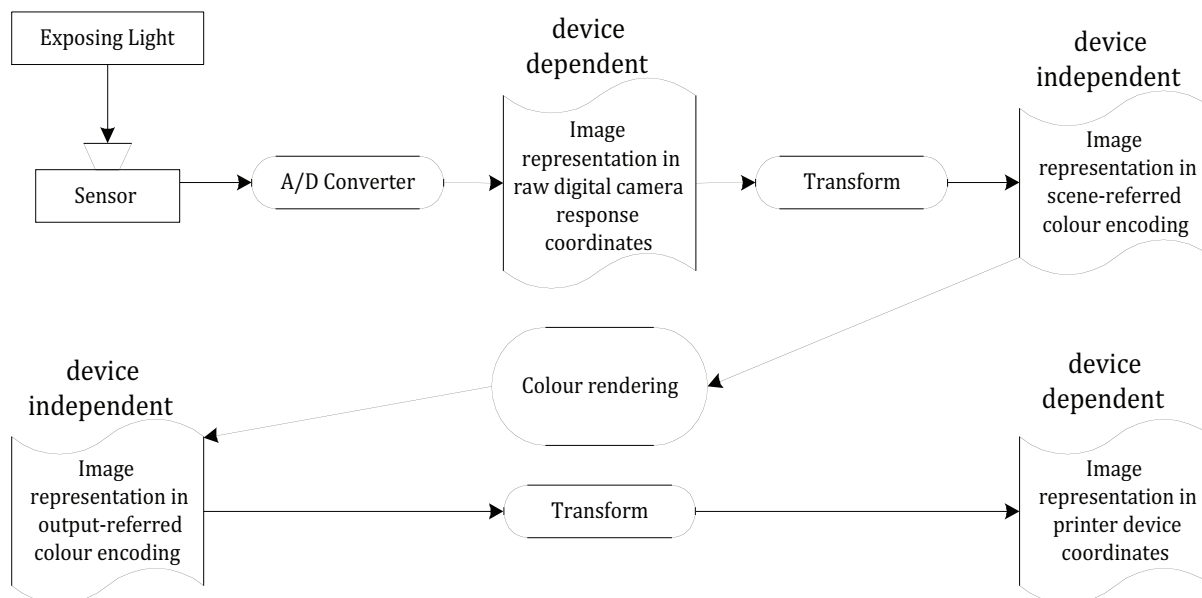 Exposing Light
Sensor
A/D Converter
device
dependent
Image
representation in
raw digital camera
response
coordinates
Transform
device
independent
Image
representation in
scene-referred
colour encoding
Colour rendering
device
independent
Image
representation in
output-referred
colour encoding
Transform
device
dependent
Image
representation in
printer device
coordinates